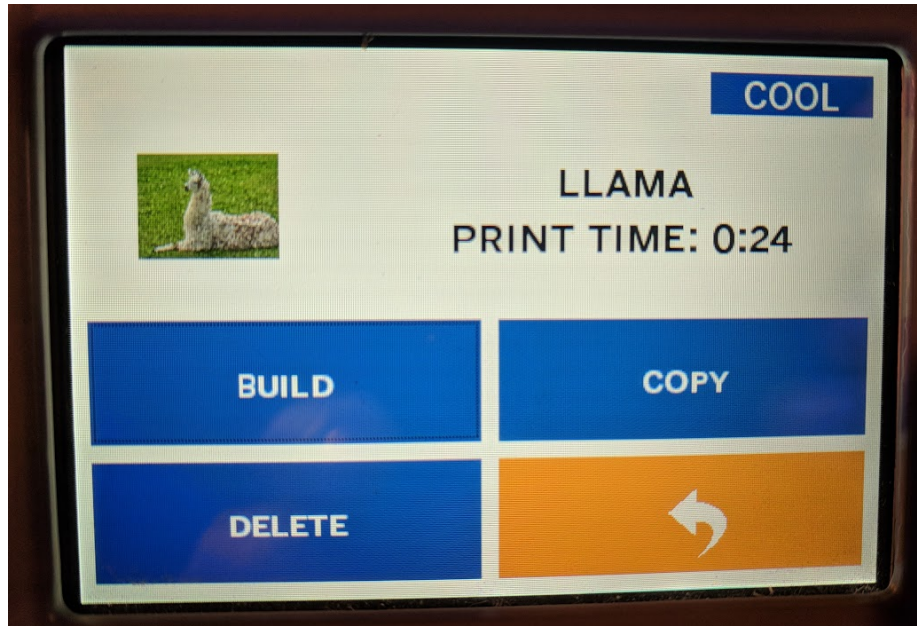 COOL
LLAMA
PRINT TIME: 0:24
BUILD
COPY
DELETE